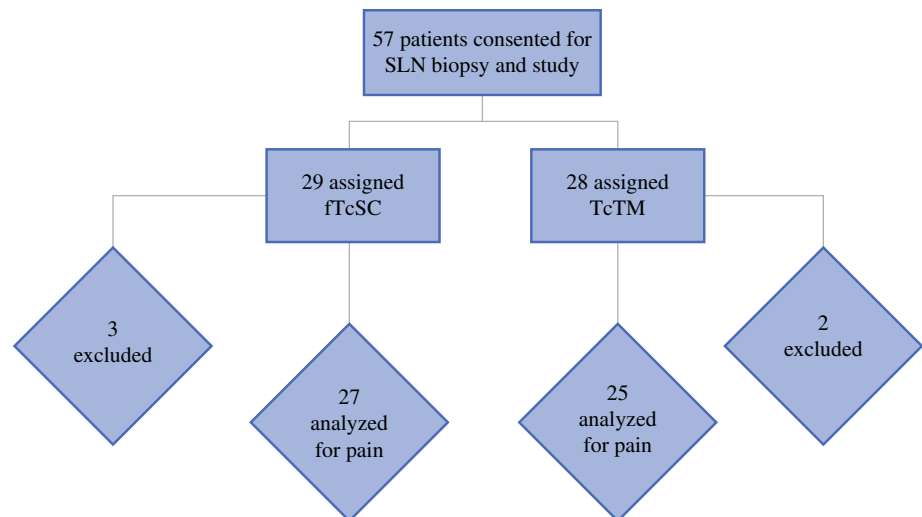 57 patients consented for
SLN biopsy and study
29 assigned
fTcSC
28 assigned
TcTM
3
excluded
27
analyzed
for pain
25
analyzed
for pain
2
excluded